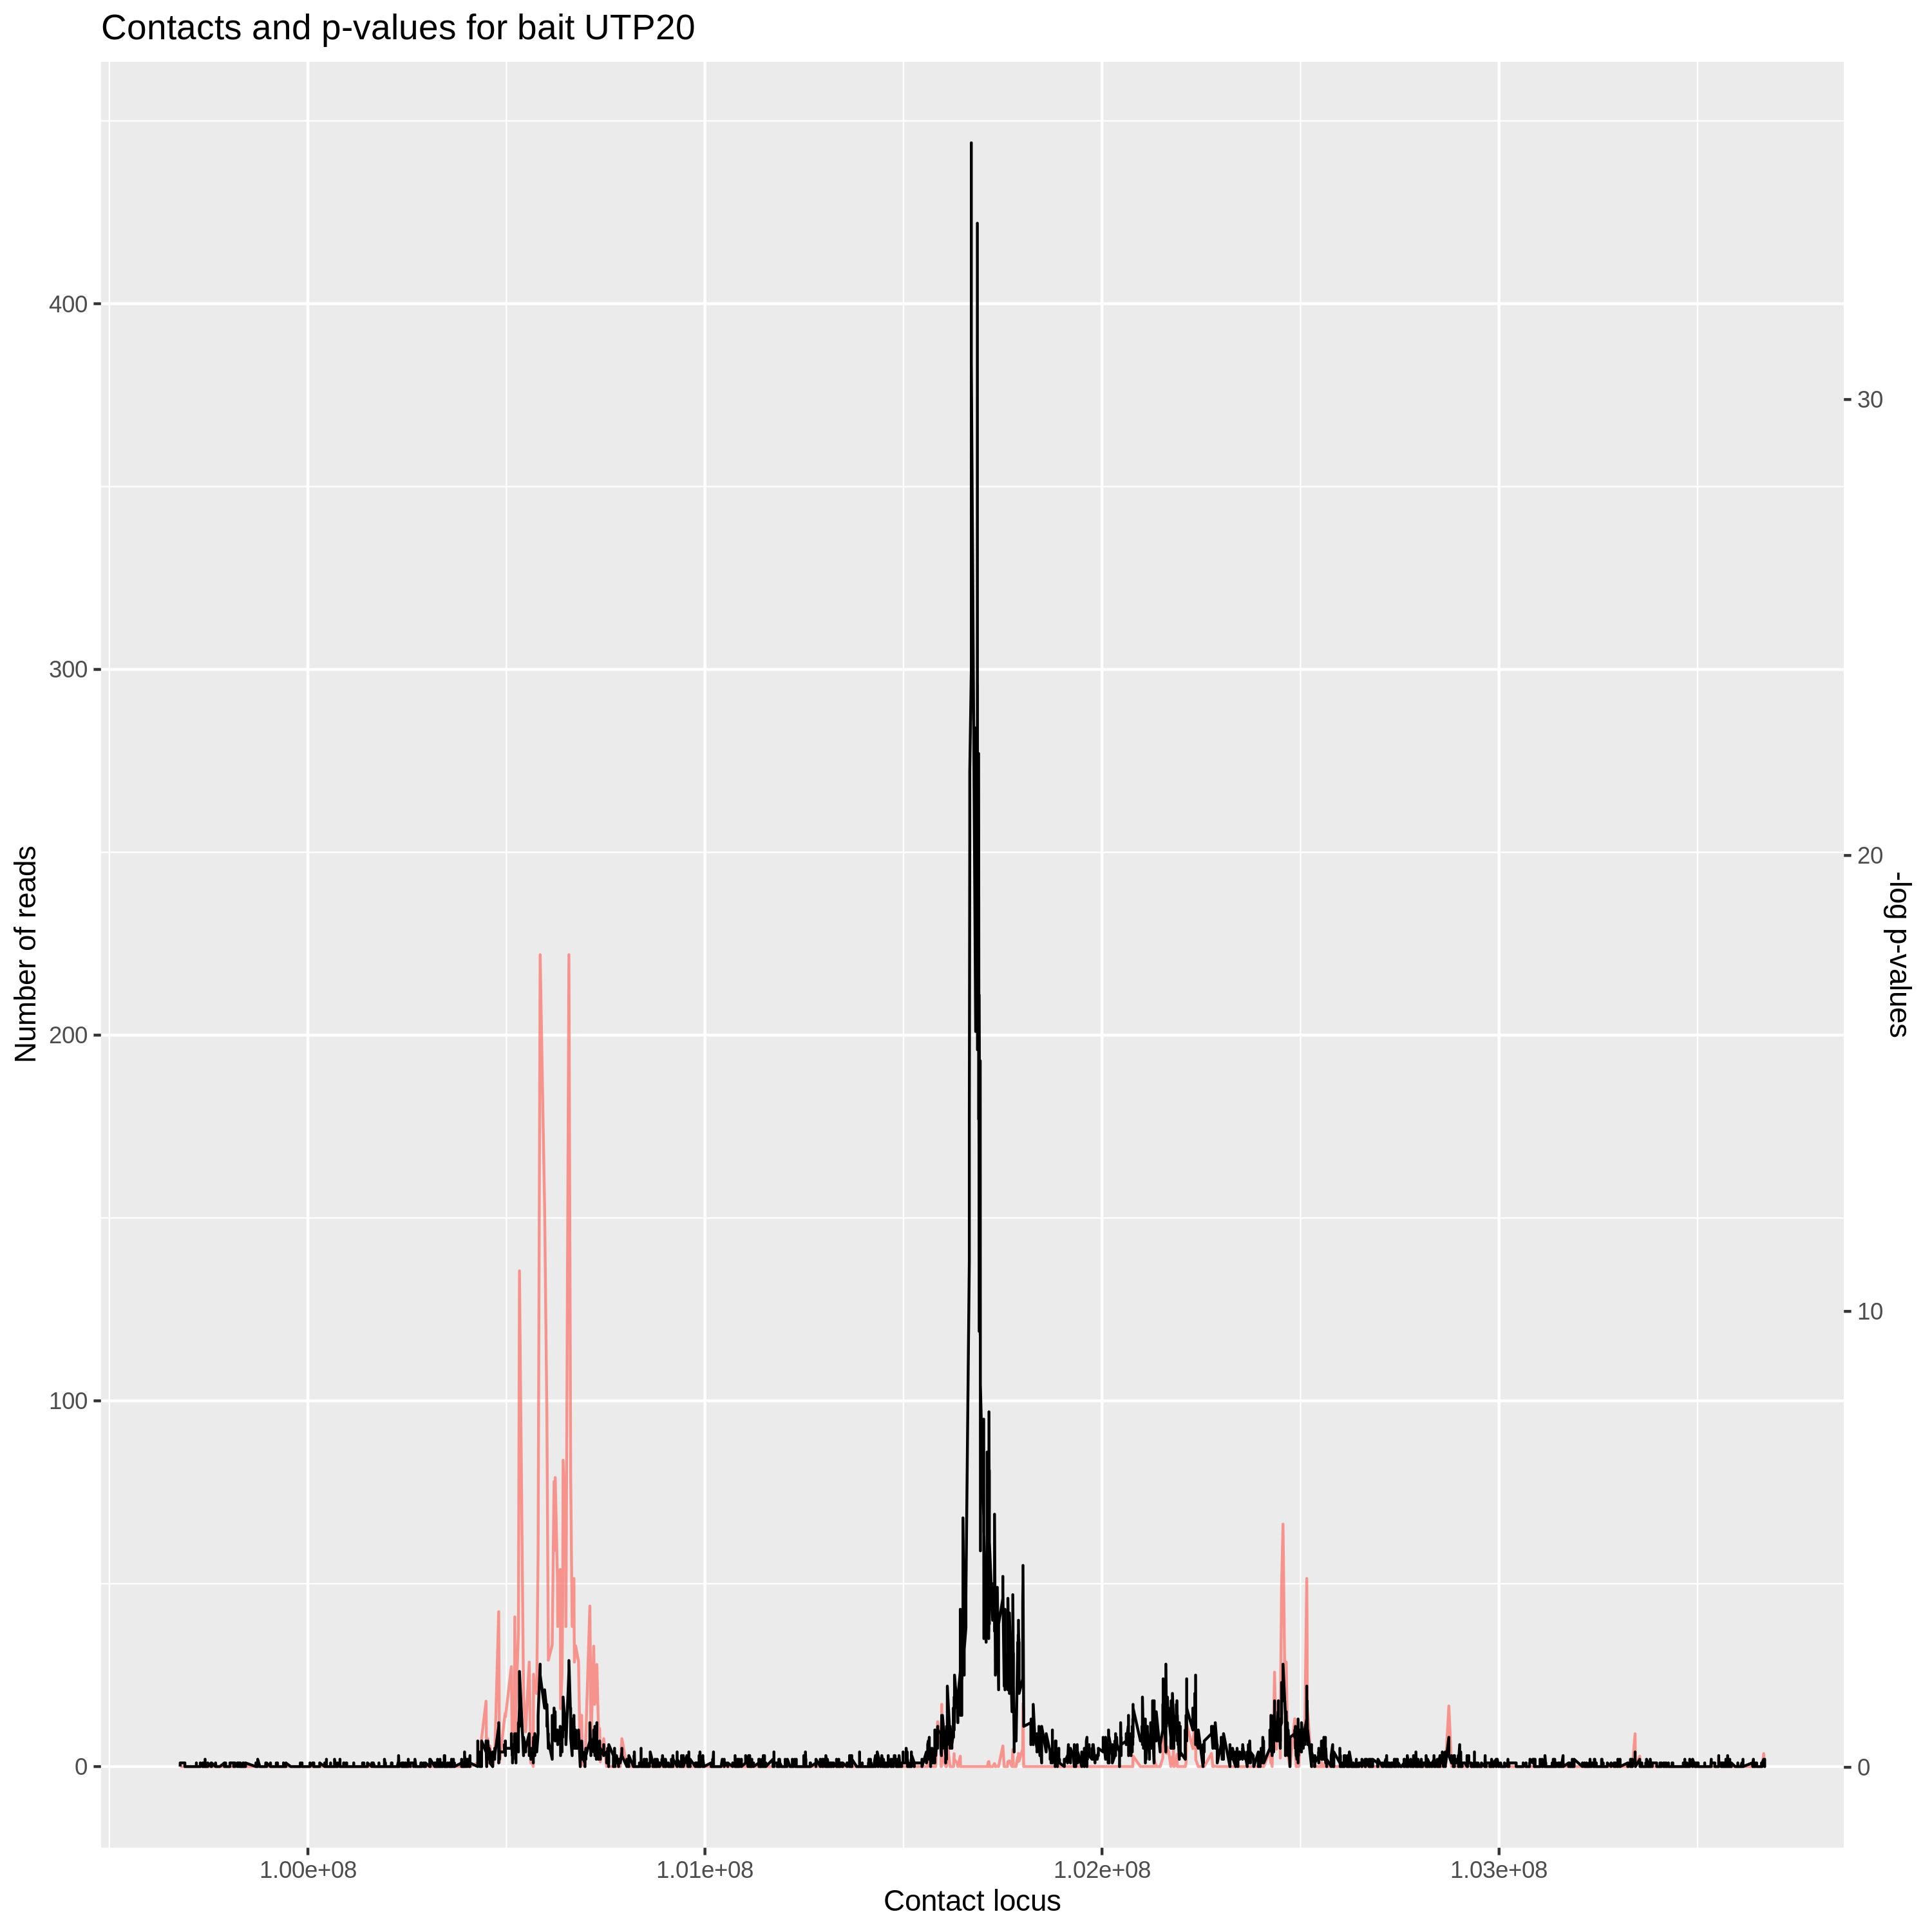 Contacts and p-values for bait UTP20
Number of reads
400
300
200
100
0
30
20
10
0
-log p-values
1.00e+08
1.01e+08
1.02e+08
1.03e+08
Contact locus